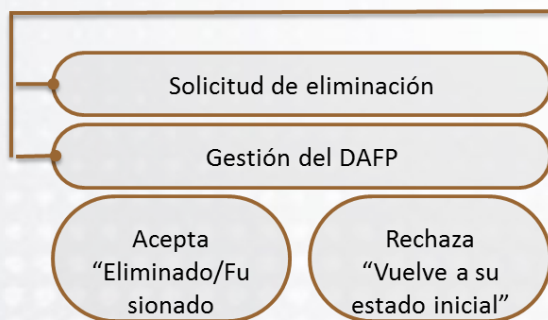 Solicitud de eliminación
Gestión del DAFP
Acepta
“Eliminado/Fu
sionado
Rechaza
“Vuelve a su
estado inicial”